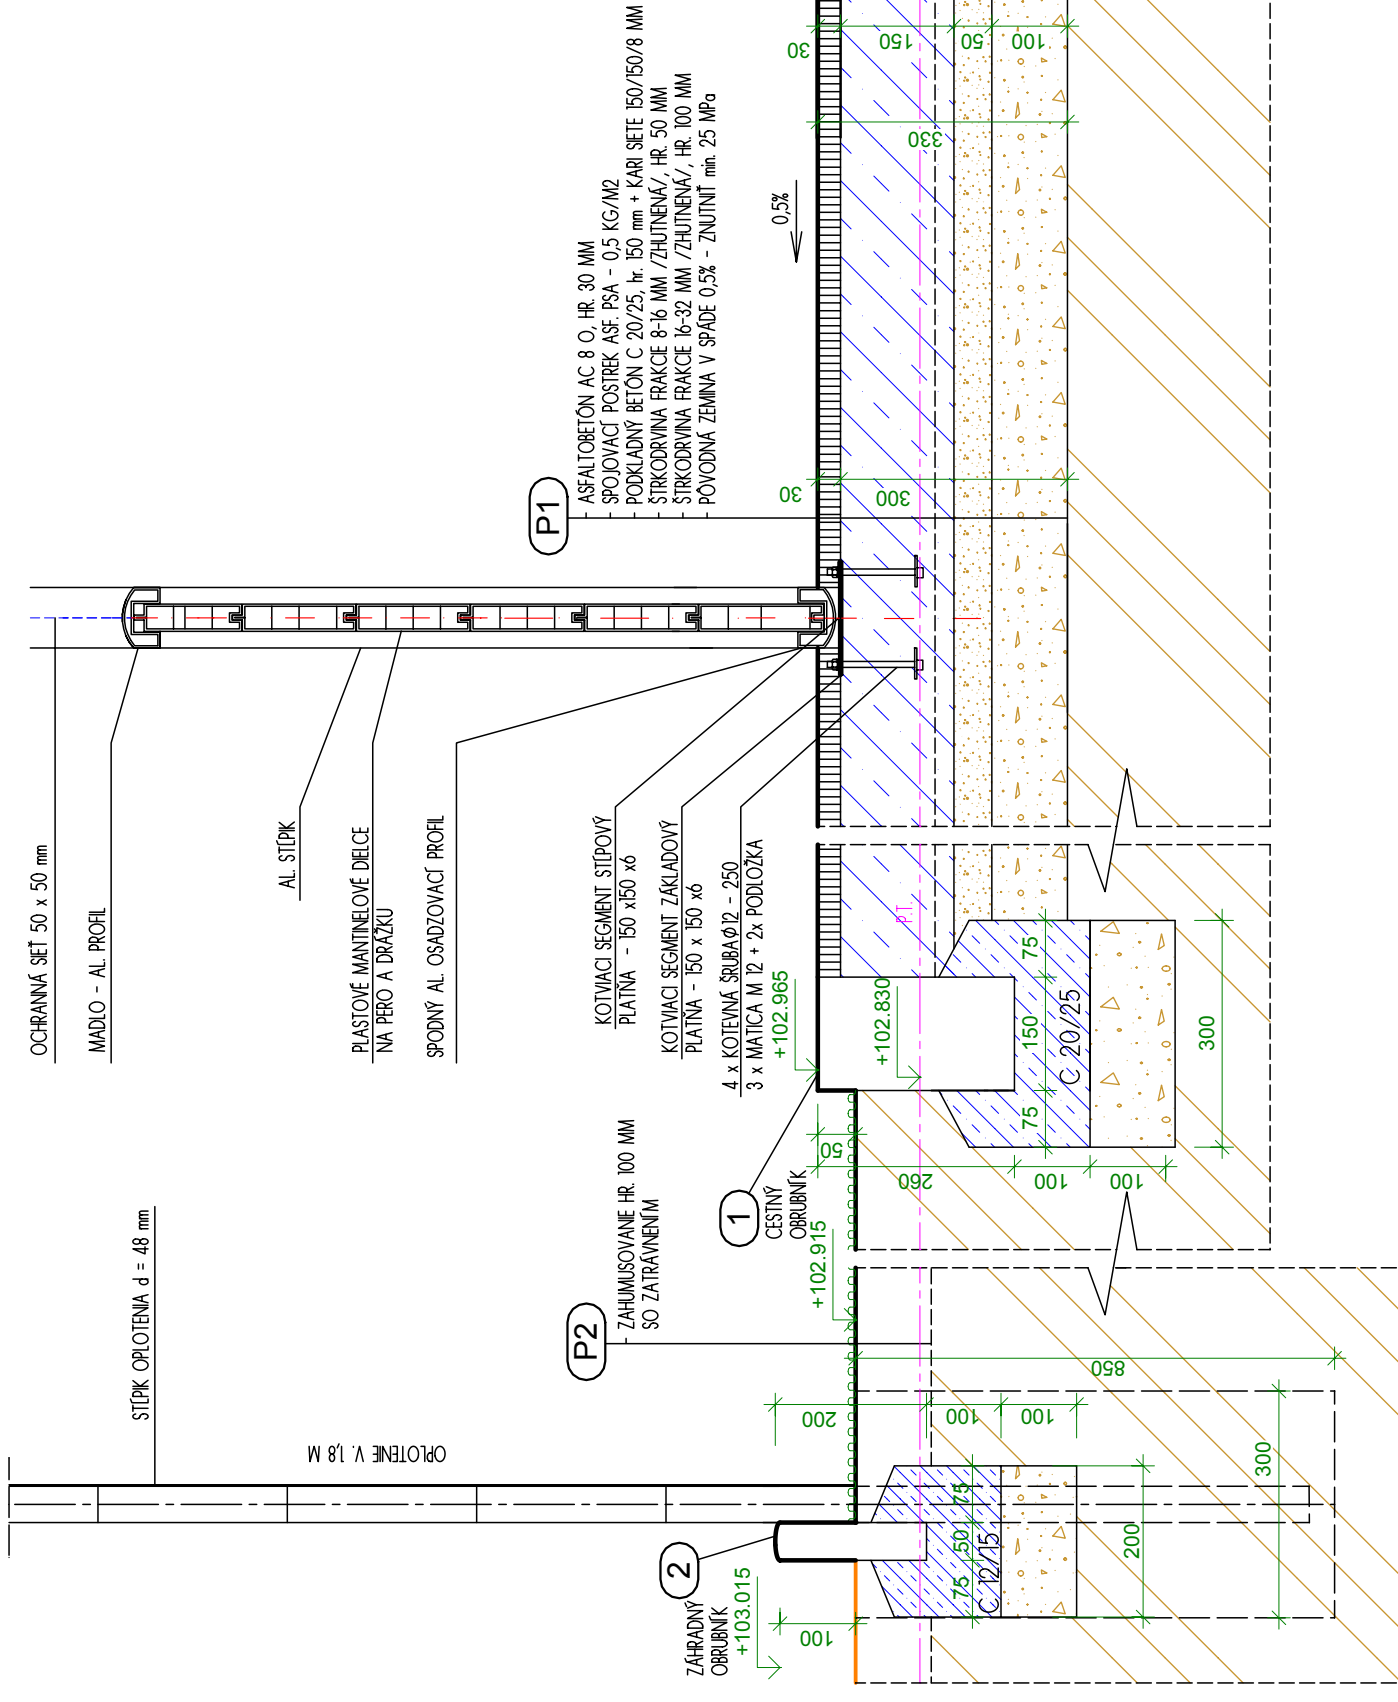 OCHRANNÁ SIEŤ 50 x 50 mm
MADLO - AL. PROFIL
AL. STĹPIK
PLASTOVÉ MANTINELOVÉ DIELCE
NA PERO A DRÁŽKU
SPODNÝ AL. OSADZOVACÍ PROFIL
KOTVIACI SEGMENT STĹPOVÝ
PLATŇA - 150 x150 x6
KOTVIACI SEGMENT ZÁKLADOVÝ
PLATŇA - 150 x 150 x6
4 x KOTEVNÁ ŠRUBA Ø12 - 250
3 x MATICA M 12 + 2x PODLOŽKA
P1
- ASFALTOBETÓN AC 8 O, HR. 30 MM
- SPOJOVACÍ POSTREK ASF. PSA - 0,5 KG/M2
- PODKLADNÝ BETÓN C 20/25, hr. 150 mm + KARI SETE 150/150/8 MM
- ŠTRKODRVINA FRAKCIE 8-16 MM /ZHUTNENÁ/, HR. 50 MM
- ŠTRKODRVINA FRAKCIE 16-32 MM /ZHUTNENÁ/, HR. 100 MM
- PÔVODNÁ ZEMINA V SPÁDE 0,5% - ZNUTNIŤ min. 25 MPa
0,5%
30
150
50
100
330
30
300
STĹPIK OPLOTENIA d = 48 mm
OPLOTENIE V. 1,8 M
P2
- ZAHUMUSOVANIE HR. 100 MM
SO ZATRÁVNENÍM
1
CESTNÝ
OBRUBNÍK
+102.965
+102.830
+102.915
P.T.
50
260
100
100
75
150
75
C 20/25
300
2
ZÁHRADNÝ
OBRUBNÍK
+103.015
100
200
100
100
850
75
50
75
C 12/15
200
300